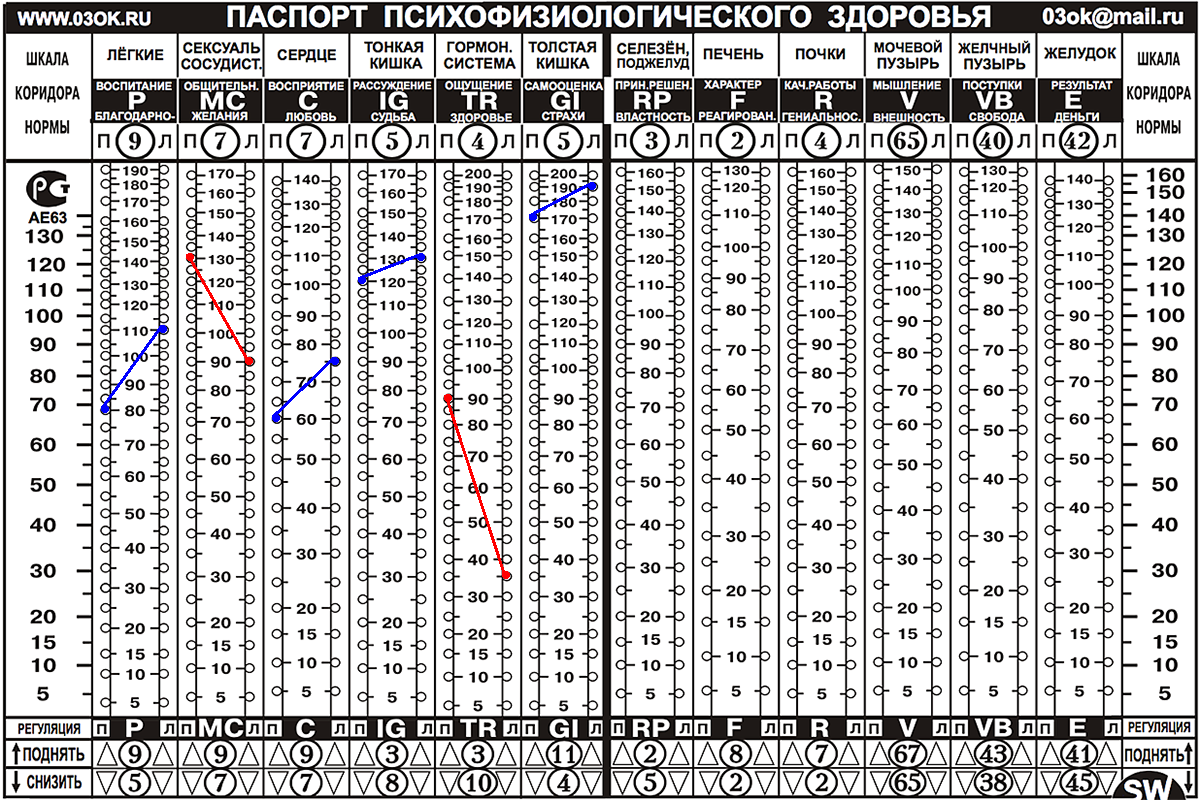 WWW.03OK.RU ПАСПОРТ ПСИХОФИЗИОЛОГИЧЕСКОГО ЗДОРОВЬЯ 03ok@mail.ru
ШКАЛА КОРИДОРА НОРМЫ
ЛЁГКИЕ
ВОСПИТАНИЕ
P
БЛАГОДАРНО-
П 9 Л
СЕКСУАЛЬ
СОСУДИСТ.
ОБЩИТЕЛЬН.
MC
ЖЕЛАНИЯ
П 7 Л
СЕРДЦЕ
ВОСПРИЯТИЕ
C
ЛЮБОВЬ
П 7 Л
ТОНКАЯ
КИШКА
РАССУЖДЕНИЕ
IG
СУДЬБА
П 5 Л
ГОРМОН.
СИСТЕМА
ОЩУЩЕНИЕ
TR
ЗДОРОВЬЕ
П 4 Л
ТОЛСТАЯ
КИШКА
САМООЦЕНКА
GI
СТРАХИ
П 5 Л
СЕЛЕЗЁН,
ПОДЖЕЛУД
ПРИН.РЕШЕН.
RP
ВЛАСТНОСТЬ
П 3 Л
ПЕЧЕНЬ
ХАРАКТЕР
F
РЕАГИРОВАН.
П 2 Л
ПОЧКИ
КАЧ.РАБОТЫ
R
ГЕНИАЛЬНОС.
П 4 Л
МОЧЕВОЙ
ПУЗЫРЬ
МЫШЛЕНИЕ
V
ВНЕШНОСТЬ
П 65 Л
ЖЕЛЧНЫЙ
ПУЗЫРЬ
ПОСТУПКИ
VB
СВОБОДА
П 40 Л
ЖЕЛУДОК
РЕЗУЛЬТАТ
E
ДЕНЬГИ
П 42 Л
ШКАЛА КОРИДОРА НОРМЫ
РG
АЕ63
130 120 110 100 90 80 70 60 50 40 30 20 15 10 5
190 180 170 160 150 140 130 120 110 100 90 80 70 60 50 40 30 20 15 10 5
170 160 150 140 130 120 110 100 90 80 70 60 50 40 30 20 15 10 5
140 130 120 110 100 90 80 70 60 50 40 30 20 15 10 5
170 160 150 140 130 120 110 100 90 80 70 60 50 40 30 20 15 10 5
200 190 180 170 160 150 140 130 120 110 100 90 80 70 60 50 40 30 20 15 10 5
200 190 180 170 160 150 140 130 120 110 100 90 80 70 60 50 40 30 20 15 10 5
160 150 140 130 120 110 100 90 80 70 60 50 40 30 20 15 10 5
130 120 110 100 90 80 70 60 50 40 30 20 15 10 5
160 150 140 130 120 110 100 90 80 70 60 50 40 30 20 15 10 5
150 140 130 120 110 100 90 80 70 60 50 40 30 20 15 10 5
130 120 110 100 90 80 70 60 50 40 30 20 15 10 5
140 130 120 110 100 90 80 70 60 50 40 30 20 15 10 5
160 150 140 130 120 110 100 90 80 70 60 50 40 30 20 15 10 5
РЕГУЛЯЦИЯ П P Л П MC Л П C Л П IG Л П TR Л П GI Л П RP Л П F Л П R Л П V Л П VB Л П E Л РЕГУЛЯЦИЯ
ПОДНЯТЬ 9 9 9 3 3 11 2 8 7 67 43 41 ПОДНЯТЬ
СНИЗИТЬ 5 7 7 8 10 4 5 2 2 65 38 45 SW